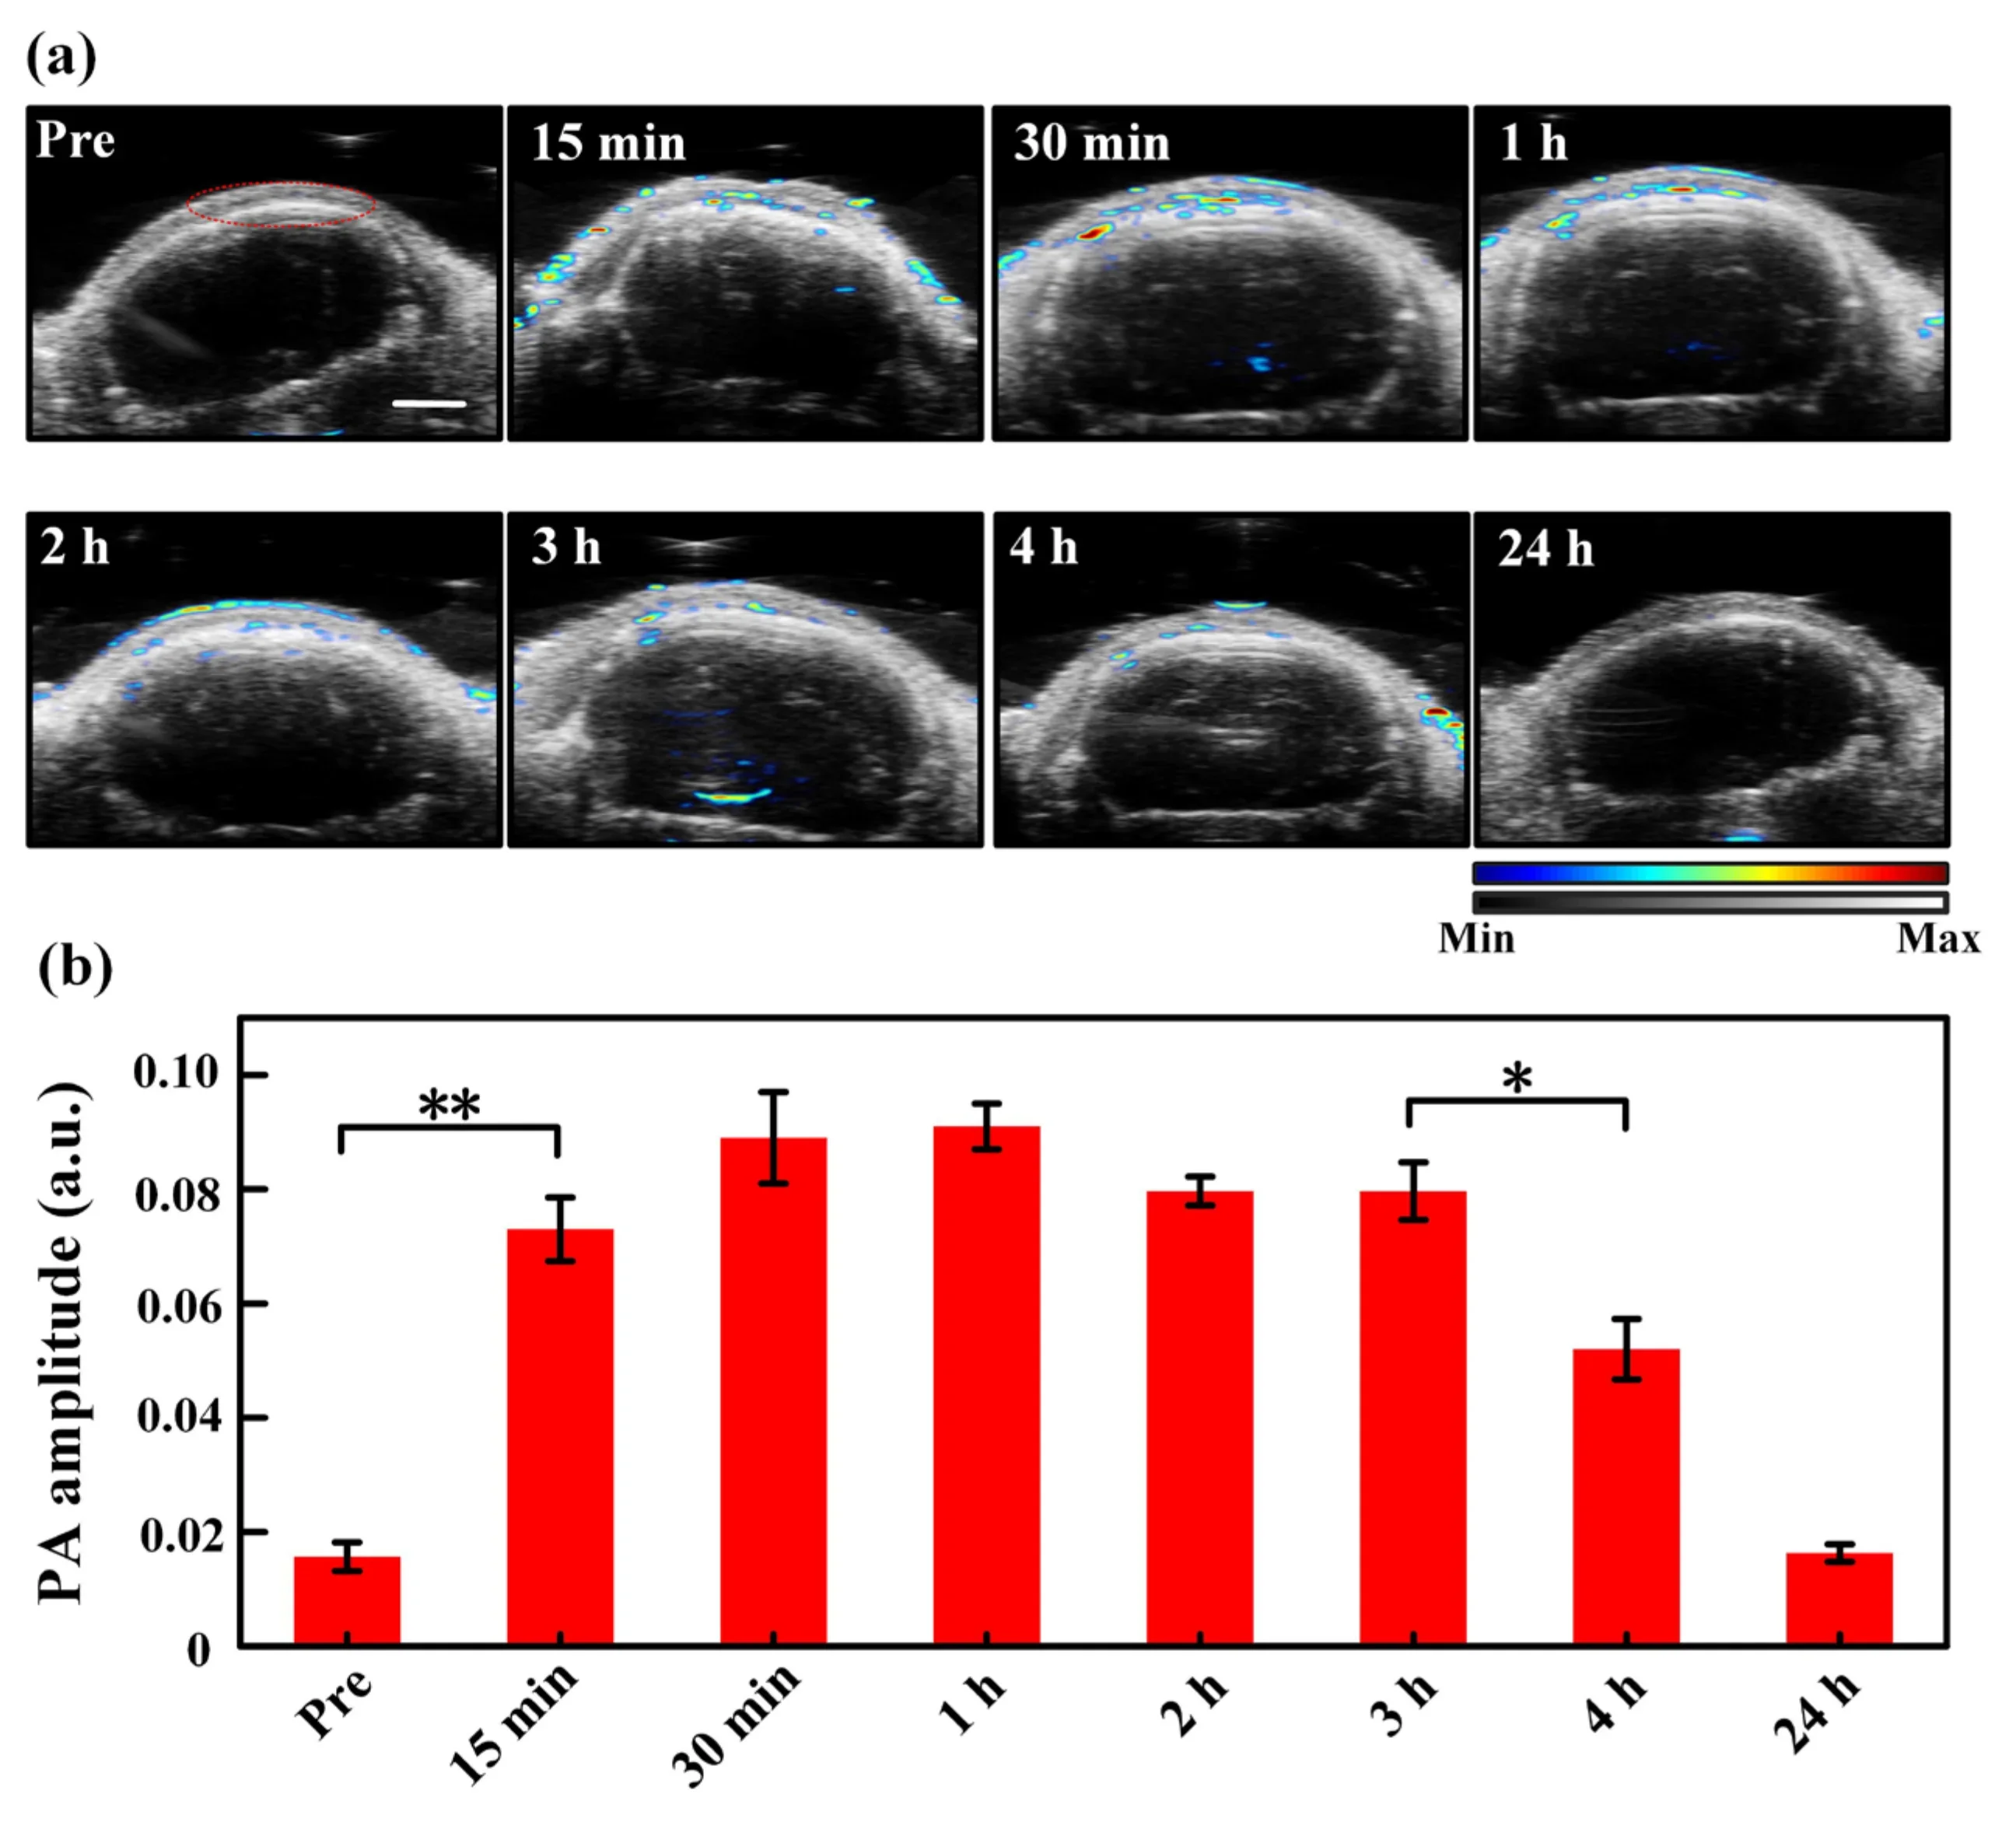 (a)
Pre
15 min
30 min
1 h
2 h
3 h
4 h
24 h
Min
Max
(b)
PA amplitude (a.u.)
0.10
0.08
0.06
0.04
0.02
0
**
*
Pre
15 min
30 min
1 h
2 h
3 h
4 h
24 h